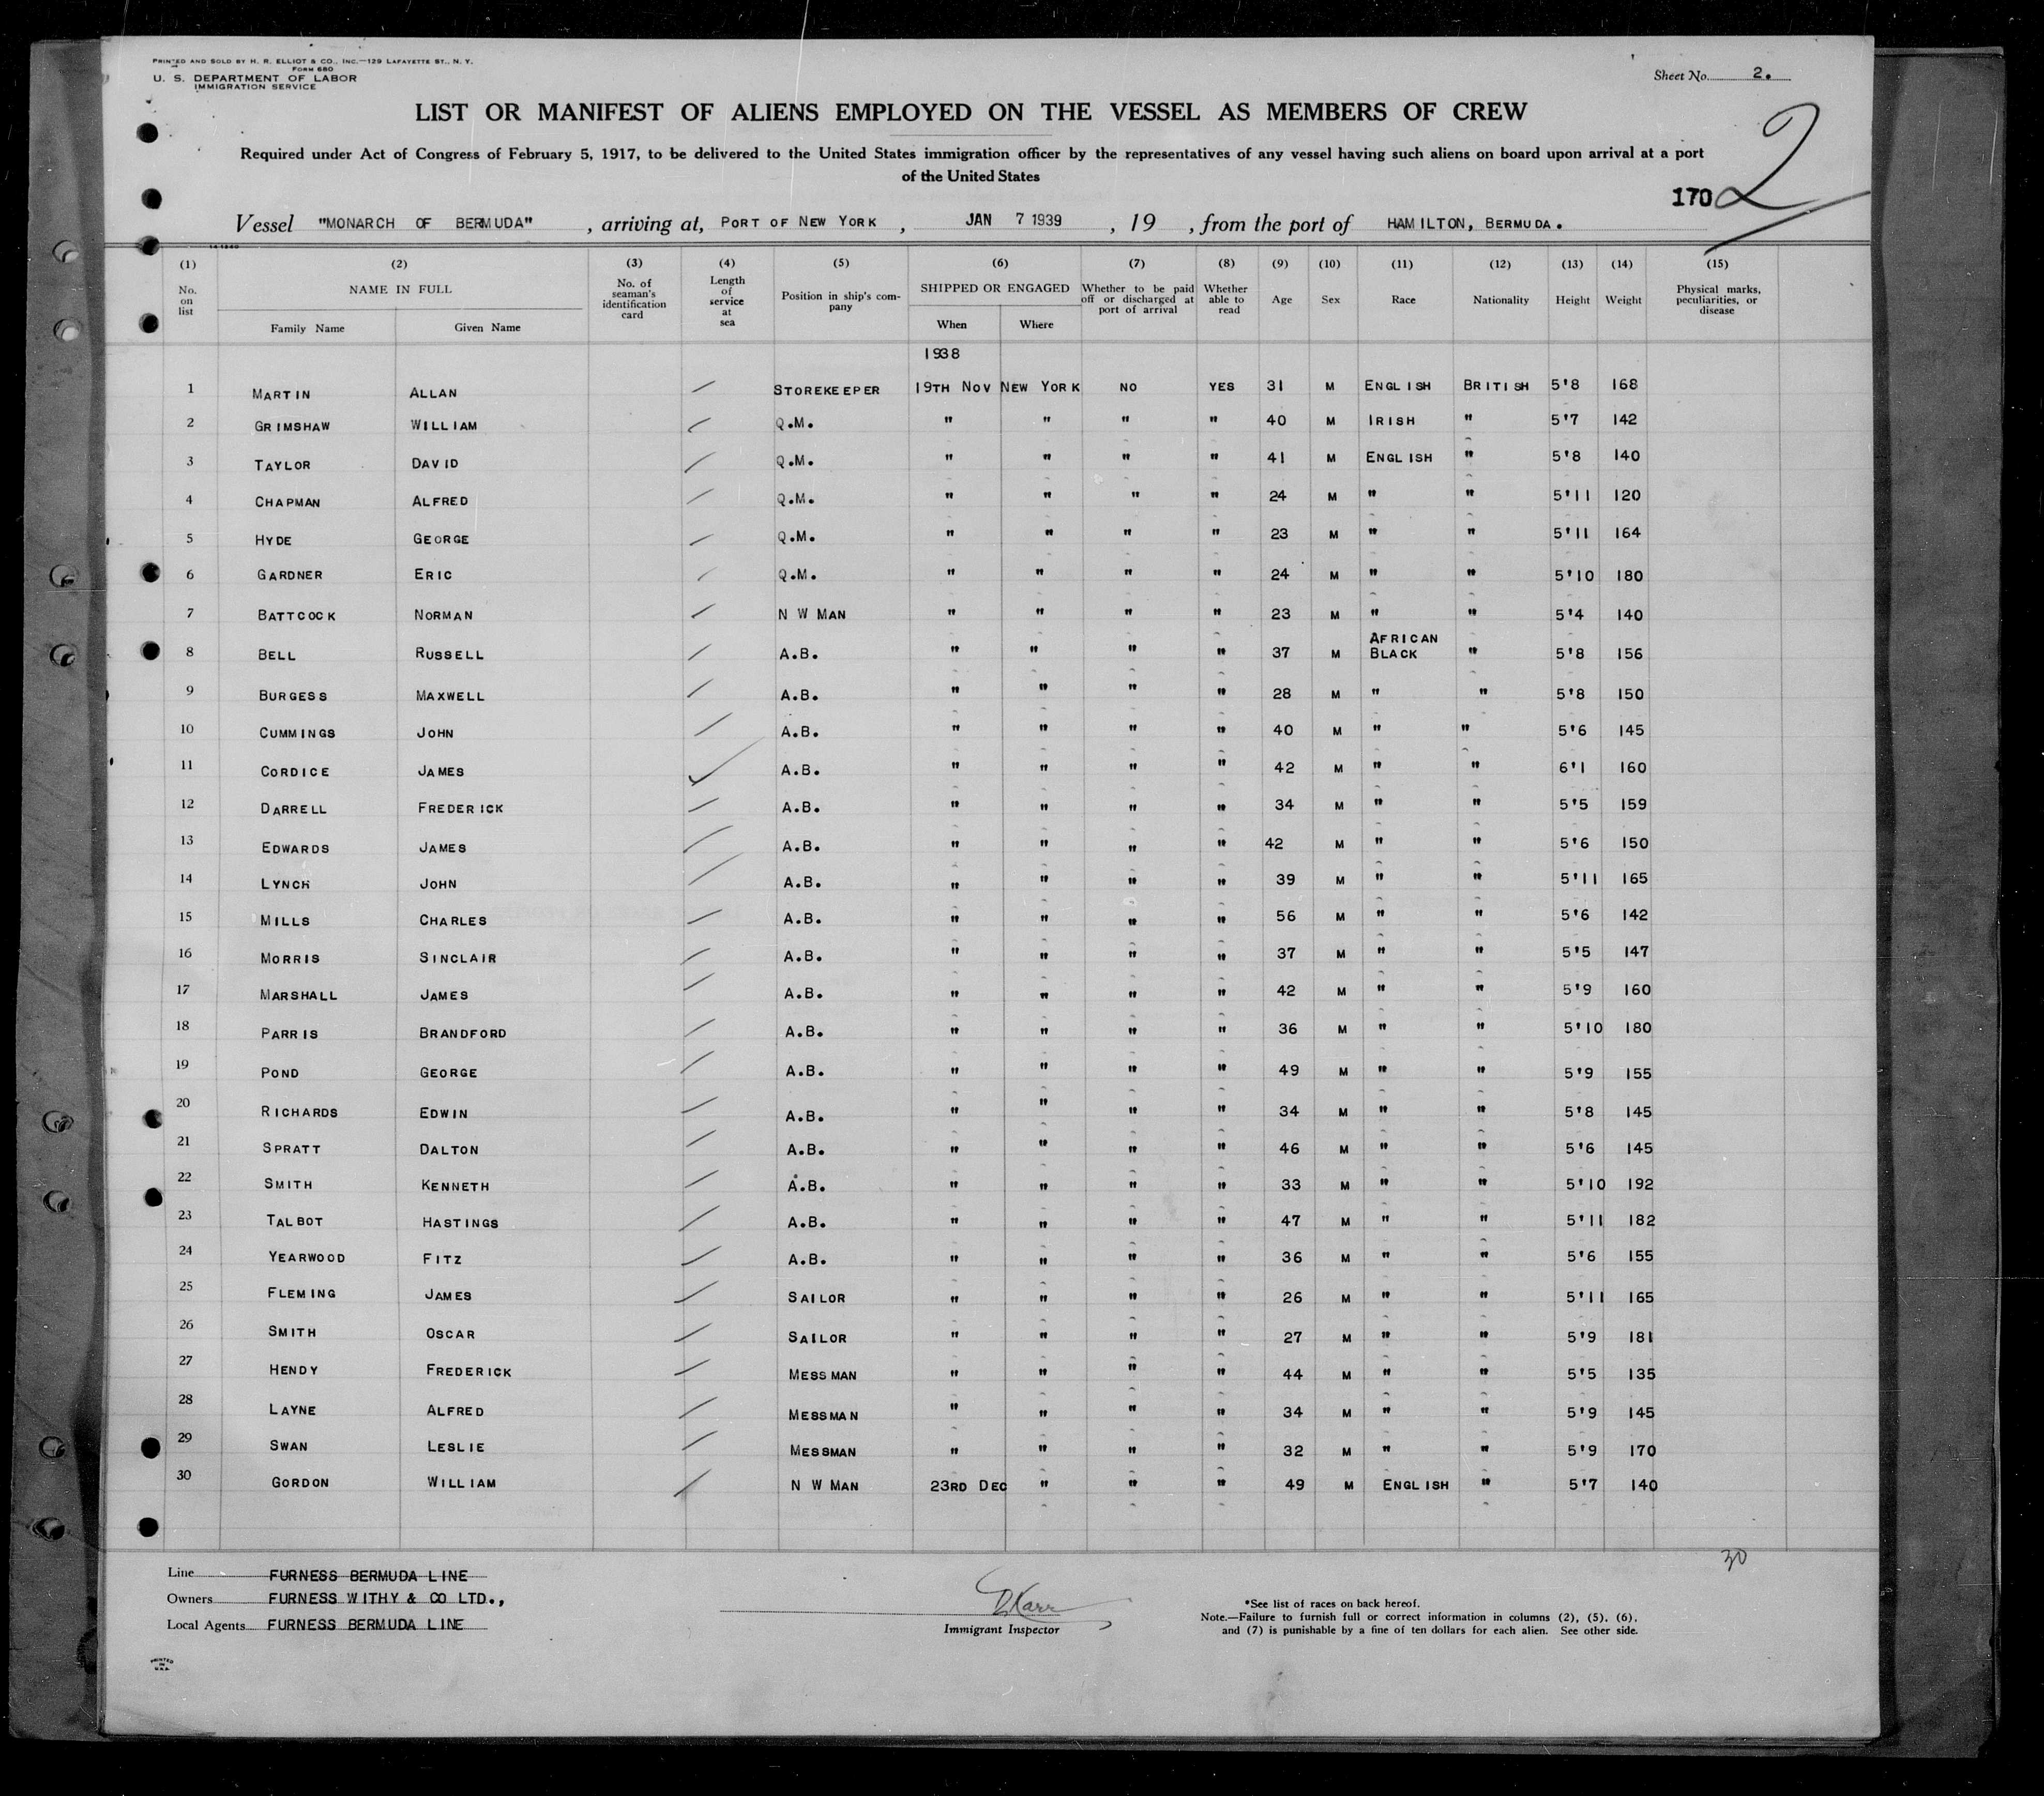 PRINTED AND SOLD BY H. R. ELLIOT & CO., INC.—129 LAFAYETTE ST., N. Y.
FORM 680
U. S. DEPARTMENT OF LABOR
IMMIGRATION SERVICE
Sheet No. 2.
LIST OR MANIFEST OF ALIENS EMPLOYED ON THE VESSEL AS MEMBERS OF CREW
Required under Act of Congress of February 5, 1917, to be delivered to the United States immigration officer by the representatives of any vessel having such aliens on board upon arrival at a port
of the United States
170 2
Vessel "MONARCH OF BERMUDA" , arriving at, PORT OF NEW YORK , JAN 7 1939 , 19 , from the port of HAMILTON, BERMUDA.
(1) (2) (3) (4) (5) (6) (7) (8) (9) (10) (11) (12) (13) (14) (15)
No. on list NAME IN FULL No. of seaman's identification card Length of service at sea Position in ship's company SHIPPED OR ENGAGED Whether to be paid off or discharged at port of arrival Whether able to read Age Sex Race Nationality Height Weight Physical marks, peculiarities, or disease
Family Name Given Name When Where
1938
1 MARTIN ALLAN STOREKEEPER 19TH NOV NEW YORK NO YES 31 M ENGLISH BRITISH 5'8 168
2 GRIMSHAW WILLIAM Q.M. " " " " 40 M IRISH " 5'7 142
3 TAYLOR DAVID Q.M. " " " " 41 M ENGLISH " 5'8 140
4 CHAPMAN ALFRED Q.M. " " " " 24 M " " 5'11 120
5 HYDE GEORGE Q.M. " " " " 23 M " " 5'11 164
6 GARDNER ERIC Q.M. " " " " 24 M " " 5'10 180
7 BATTCOCK NORMAN N W MAN " " " " 23 M " " 5'4 140
8 BELL RUSSELL A.B. " " " " 37 M AFRICAN BLACK " 5'8 156
9 BURGESS MAXWELL A.B. " " " " 28 M " " 5'8 150
10 CUMMINGS JOHN A.B. " " " " 40 M " " 5'6 145
11 CORDICE JAMES A.B. " " " " 42 M " " 6'1 160
12 DARRELL FREDERICK A.B. " " " " 34 M " " 5'5 159
13 EDWARDS JAMES A.B. " " " " 42 M " " 5'6 150
14 LYNCH JOHN A.B. " " " " 39 M " " 5'11 165
15 MILLS CHARLES A.B. " " " " 56 M " " 5'6 142
16 MORRIS SINCLAIR A.B. " " " " 37 M " " 5'5 147
17 MARSHALL JAMES A.B. " " " " 42 M " " 5'9 160
18 PARRIS BRANDFORD A.B. " " " " 36 M " " 5'10 180
19 POND GEORGE A.B. " " " " 49 M " " 5'9 155
20 RICHARDS EDWIN A.B. " " " " 34 M " " 5'8 145
21 SPRATT DALTON A.B. " " " " 46 M " " 5'6 145
22 SMITH KENNETH A.B. " " " " 33 M " " 5'10 192
23 TALBOT HASTINGS A.B. " " " " 47 M " " 5'11 182
24 YEARWOOD FITZ A.B. " " " " 36 M " " 5'6 155
25 FLEMING JAMES SAILOR " " " " 26 M " " 5'11 165
26 SMITH OSCAR SAILOR " " " " 27 M " " 5'9 181
27 HENDY FREDERICK MESSMAN " " " " 44 M " " 5'5 135
28 LAYNE ALFRED MESSMAN " " " " 34 M " " 5'9 145
29 SWAN LESLIE MESSMAN " " " " 32 M " " 5'9 170
30 GORDON WILLIAM N W MAN 23RD DEC " " " 49 M ENGLISH " 5'7 140
30
Line FURNESS BERMUDA LINE
Owners FURNESS WITHY & CO LTD.,
Local Agents FURNESS BERMUDA LINE
Immigrant Inspector
*See list of races on back hereof.
Note.—Failure to furnish full or correct information in columns (2), (5), (6),
and (7) is punishable by a fine of ten dollars for each alien. See other side.
PRINTED
IN
U.S.A.